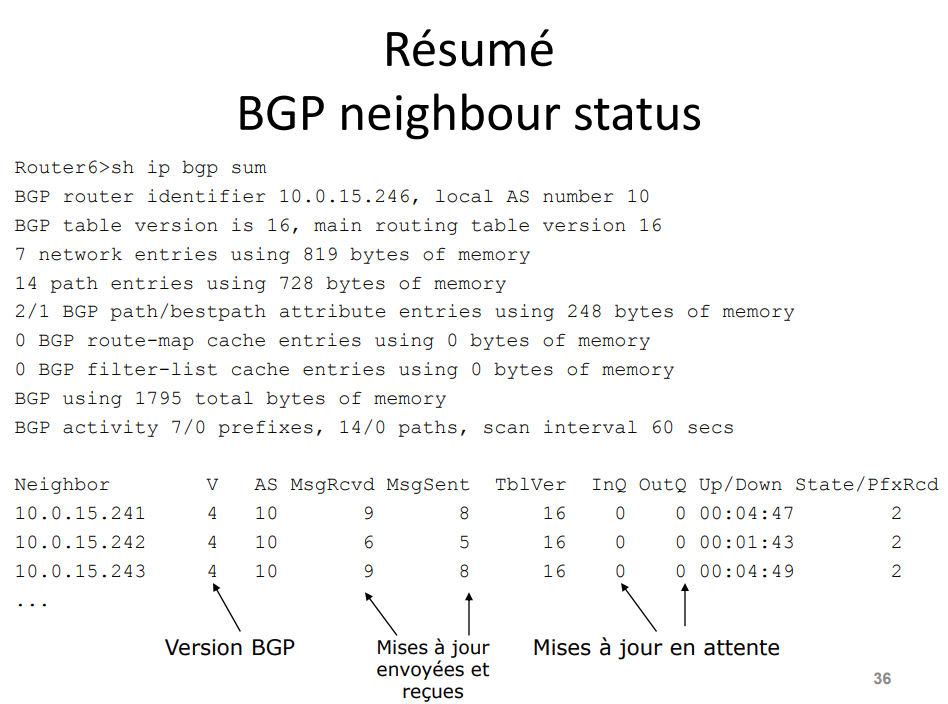 Résumé
BGP neighbour status
Router6>sh ip bgp sum
BGP router identifier 10.0.15.246, local AS number 10
BGP table version is 16, main routing table version 16
7 network entries using 819 bytes of memory
14 path entries using 728 bytes of memory
2/1 BGP path/bestpath attribute entries using 248 bytes of memory
0 BGP route-map cache entries using 0 bytes of memory
0 BGP filter-list cache entries using 0 bytes of memory
BGP using 1795 total bytes of memory
BGP activity 7/0 prefixes, 14/0 paths, scan interval 60 secs
Neighbor V AS MsgRcvd MsgSent TblVer InQ OutQ Up/Down State/PfxRcd
10.0.15.241 4 10 9 8 16 0 0 00:04:47 2
10.0.15.242 4 10 6 5 16 0 0 00:01:43 2
10.0.15.243 4 10 9 8 16 0 0 00:04:49 2
...
Version BGP
Mises à jour
envoyées et
reçues
Mises à jour en attente
36